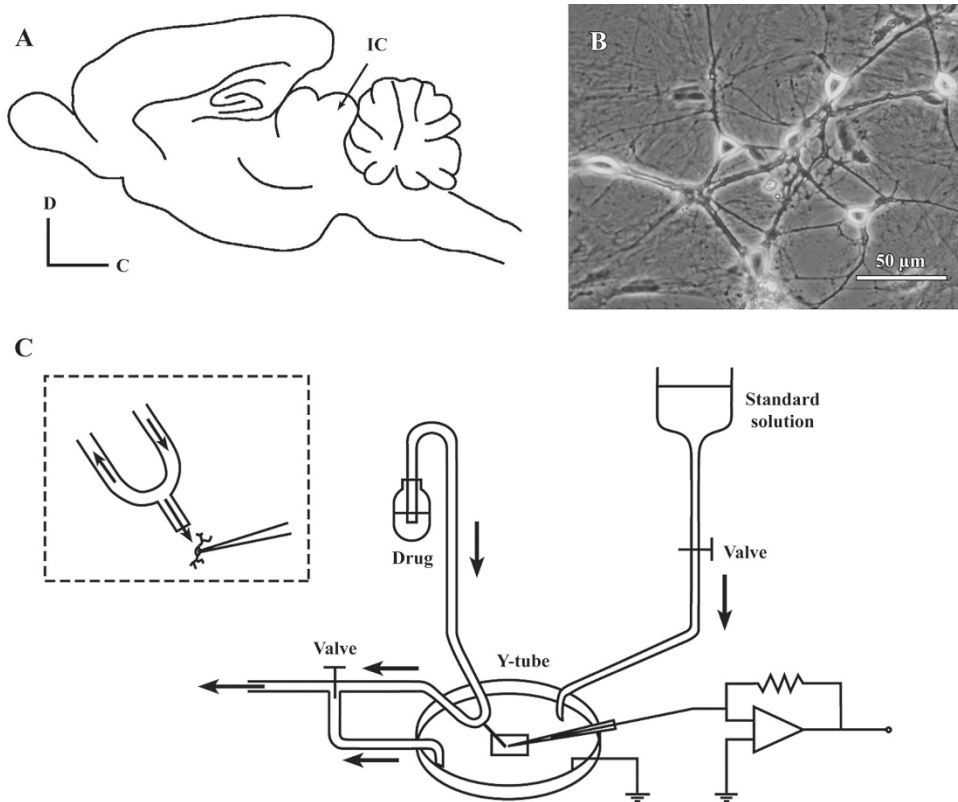 A
IC
D
C
B
50 µm
C
Standard
solution
Drug
Valve
Valve
Y-tube